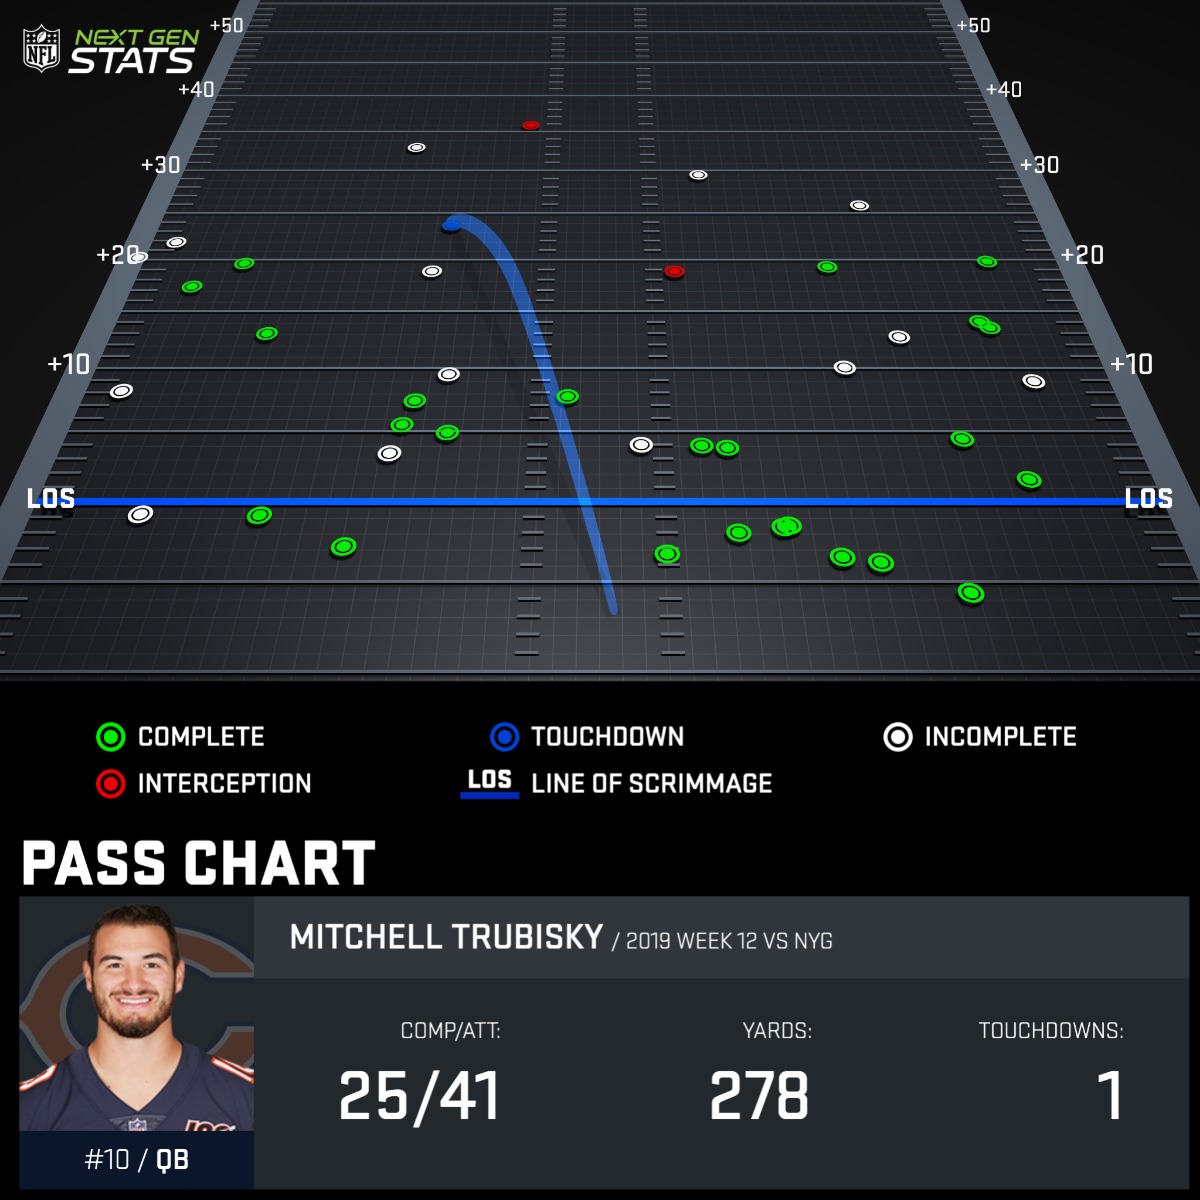 NFL NEXT GEN
STATS
+50 +50
+40 +40
+30 +30
+20 +20
+10 +10
LOS LOS
COMPLETE TOUCHDOWN INCOMPLETE
INTERCEPTION LOS LINE OF SCRIMMAGE
PASS CHART
MITCHELL TRUBISKY / 2019 WEEK 12 VS NYG
COMP/ATT: YARDS: TOUCHDOWNS:
25/41 278 1
#10 / QB